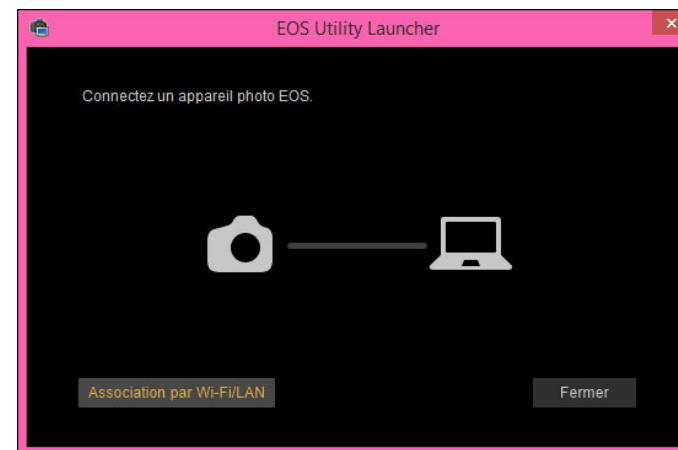 EOS Utility Launcher
Connectez un appareil photo EOS.
Association par Wi-Fi/LAN
Fermer